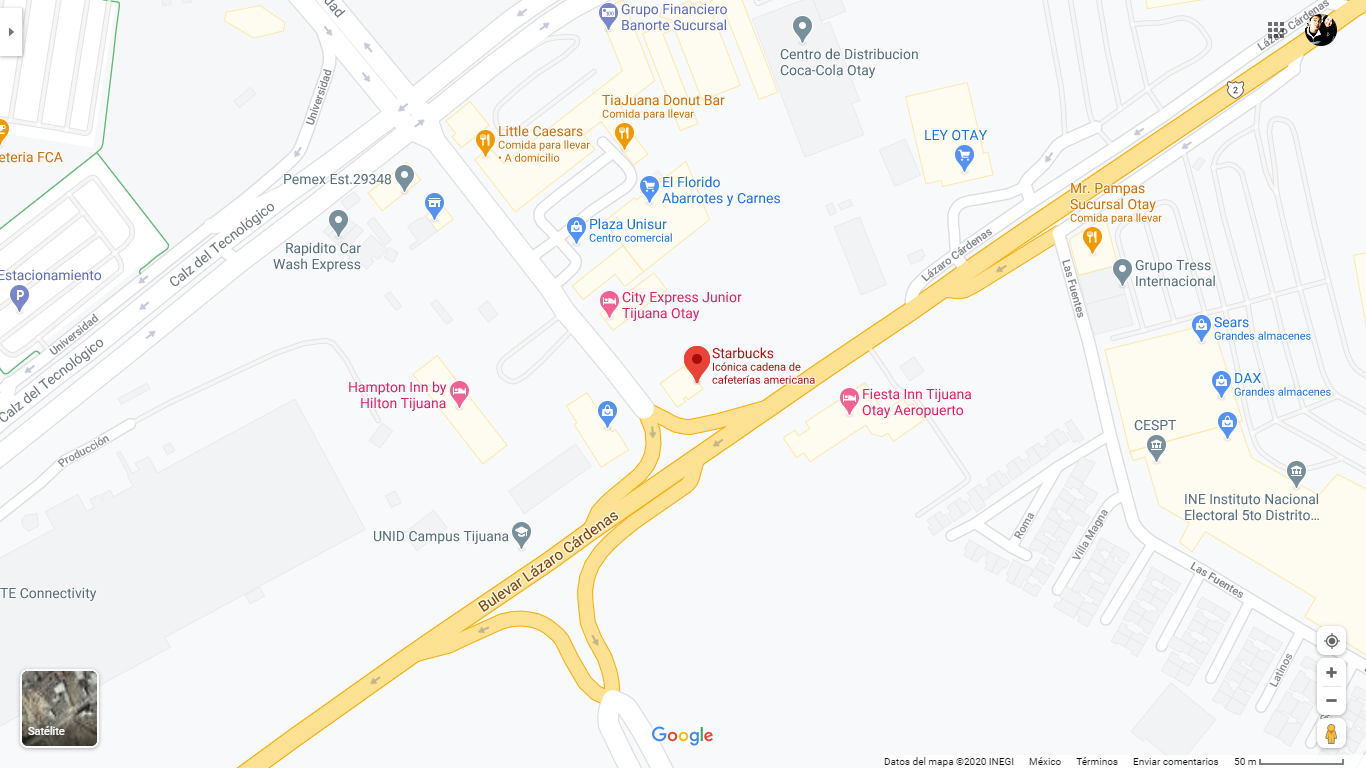 Grupo Financiero
Banorte Sucursal
Centro de Distribucion
Coca-Cola Otay
Lázaro Cárdenas
2
Universidad
TiaJuana Donut Bar
Comida para llevar
Little Caesars
Comida para llevar
• A domicilio
LEY OTAY
eteria FCA
Pemex Est.29348
El Florido
Abarrotes y Carnes
Mr. Pampas
Sucursal Otay
Comida para llevar
Calz del Tecnológico
Rapidito Car
Wash Express
Plaza Unisur
Centro comercial
Lázaro Cárdenas
Las Fuentes
Grupo Tress
Internacional
Estacionamiento
P
City Express Junior
Tijuana Otay
Universidad
Sears
Grandes almacenes
Starbucks
Icónica cadena de
cafeterías americana
Calz del Tecnológico
Hampton Inn by
Hilton Tijuana
Fiesta Inn Tijuana
Otay Aeropuerto
DAX
Grandes almacenes
Producción
CESPT
INE Instituto Nacional
Electoral 5to Distrito...
Roma
Villa Magna
UNID Campus Tijuana
Bulevar Lázaro Cárdenas
Las Fuentes
TE Connectivity
Latinos
Satélite
Google
Datos del mapa ©2020 INEGI México Términos Enviar comentarios 50 m